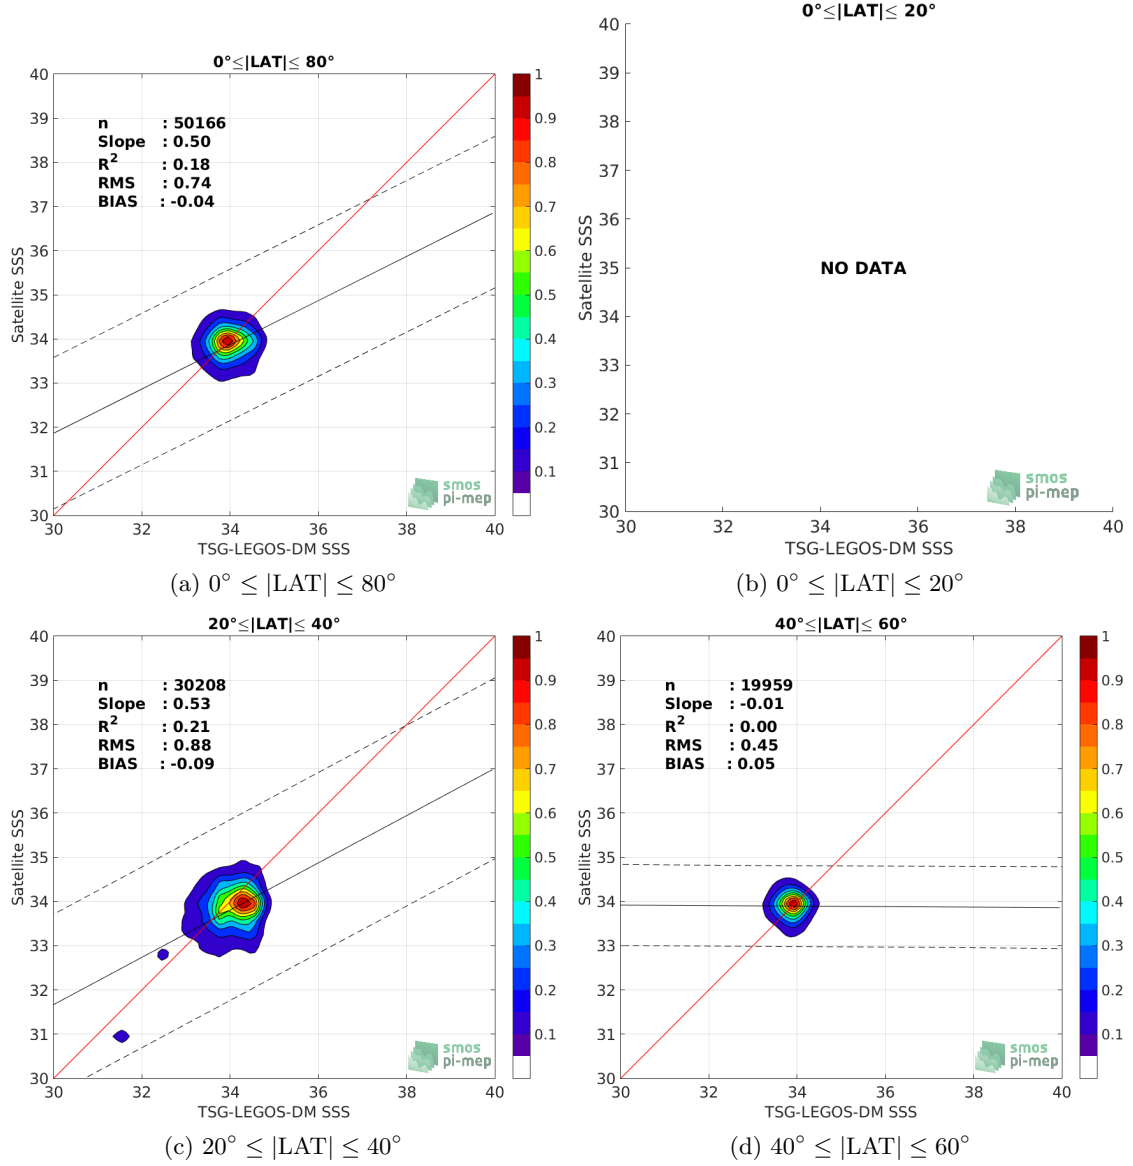 0°≤|LAT|≤ 80°
40
39
38
37
36
35
34
33
32
31
30
Satellite SSS
n : 50166
Slope : 0.50
R² : 0.18
RMS : 0.74
BIAS : -0.04
1
0.9
0.8
0.7
0.6
0.5
0.4
0.3
0.2
0.1
smos
pi-mep
30 32 34 36 38 40
TSG-LEGOS-DM SSS
(a) 0° ≤ |LAT| ≤ 80°
0°≤|LAT|≤ 20°
40
39
38
37
36
35
34
33
32
31
30
Satellite SSS
NO DATA
smos
pi-mep
30 32 34 36 38 40
TSG-LEGOS-DM SSS
(b) 0° ≤ |LAT| ≤ 20°
20°≤|LAT|≤ 40°
40
39
38
37
36
35
34
33
32
31
30
Satellite SSS
n : 30208
Slope : 0.53
R² : 0.21
RMS : 0.88
BIAS : -0.09
1
0.9
0.8
0.7
0.6
0.5
0.4
0.3
0.2
0.1
smos
pi-mep
30 32 34 36 38 40
TSG-LEGOS-DM SSS
(c) 20° ≤ |LAT| ≤ 40°
40°≤|LAT|≤ 60°
40
39
38
37
36
35
34
33
32
31
30
Satellite SSS
n : 19959
Slope : -0.01
R² : 0.00
RMS : 0.45
BIAS : 0.05
1
0.9
0.8
0.7
0.6
0.5
0.4
0.3
0.2
0.1
smos
pi-mep
30 32 34 36 38 40
TSG-LEGOS-DM SSS
(d) 40° ≤ |LAT| ≤ 60°